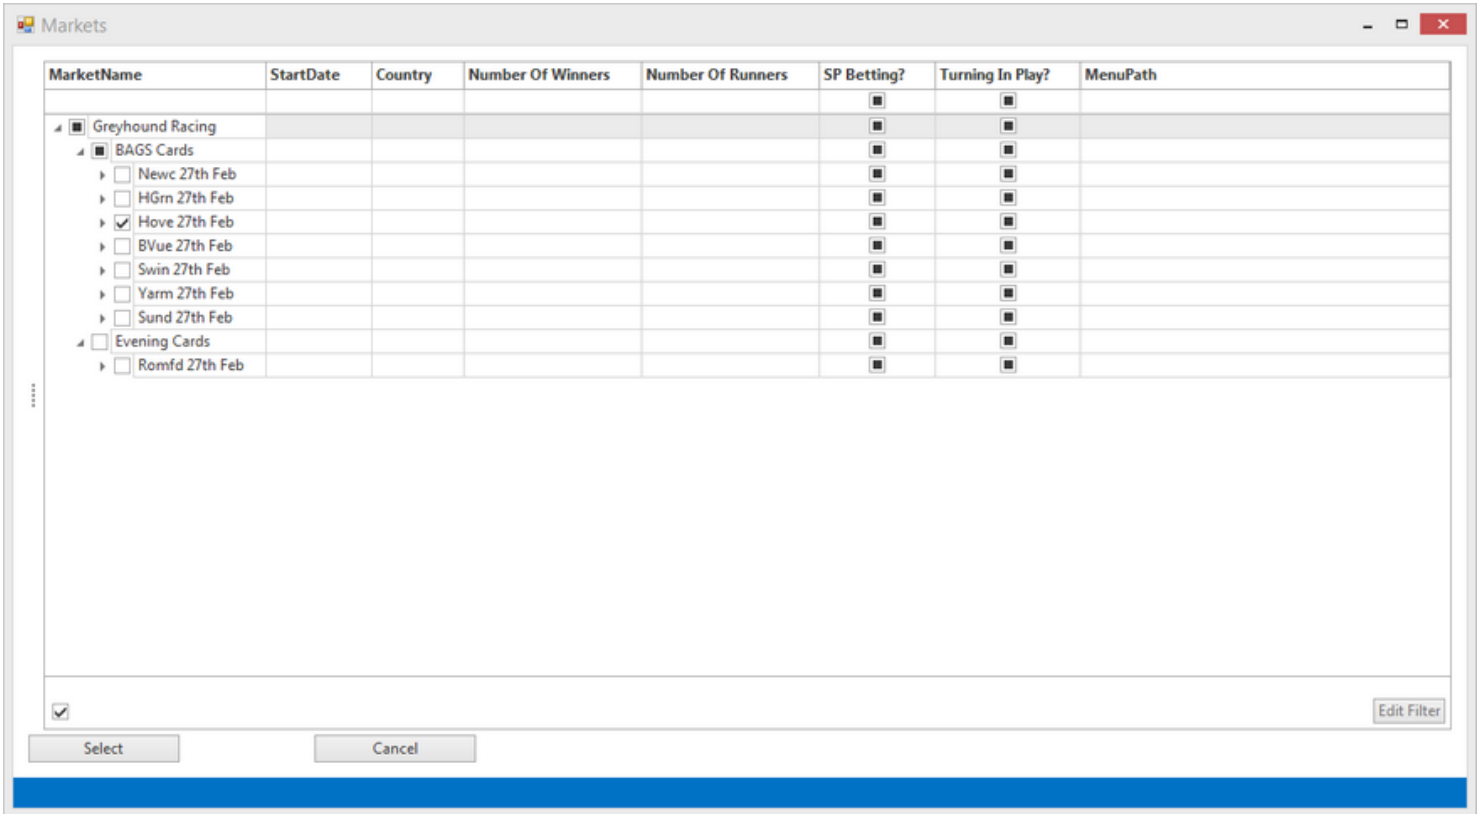 Markets
MarketName StartDate Country Number Of Winners Number Of Runners SP Betting? Turning In Play? MenuPath
Greyhound Racing
BAGS Cards
Newc 27th Feb
HGrn 27th Feb
Hove 27th Feb
BVue 27th Feb
Swin 27th Feb
Yarm 27th Feb
Sund 27th Feb
Evening Cards
Romfd 27th Feb
Edit Filter
Select Cancel